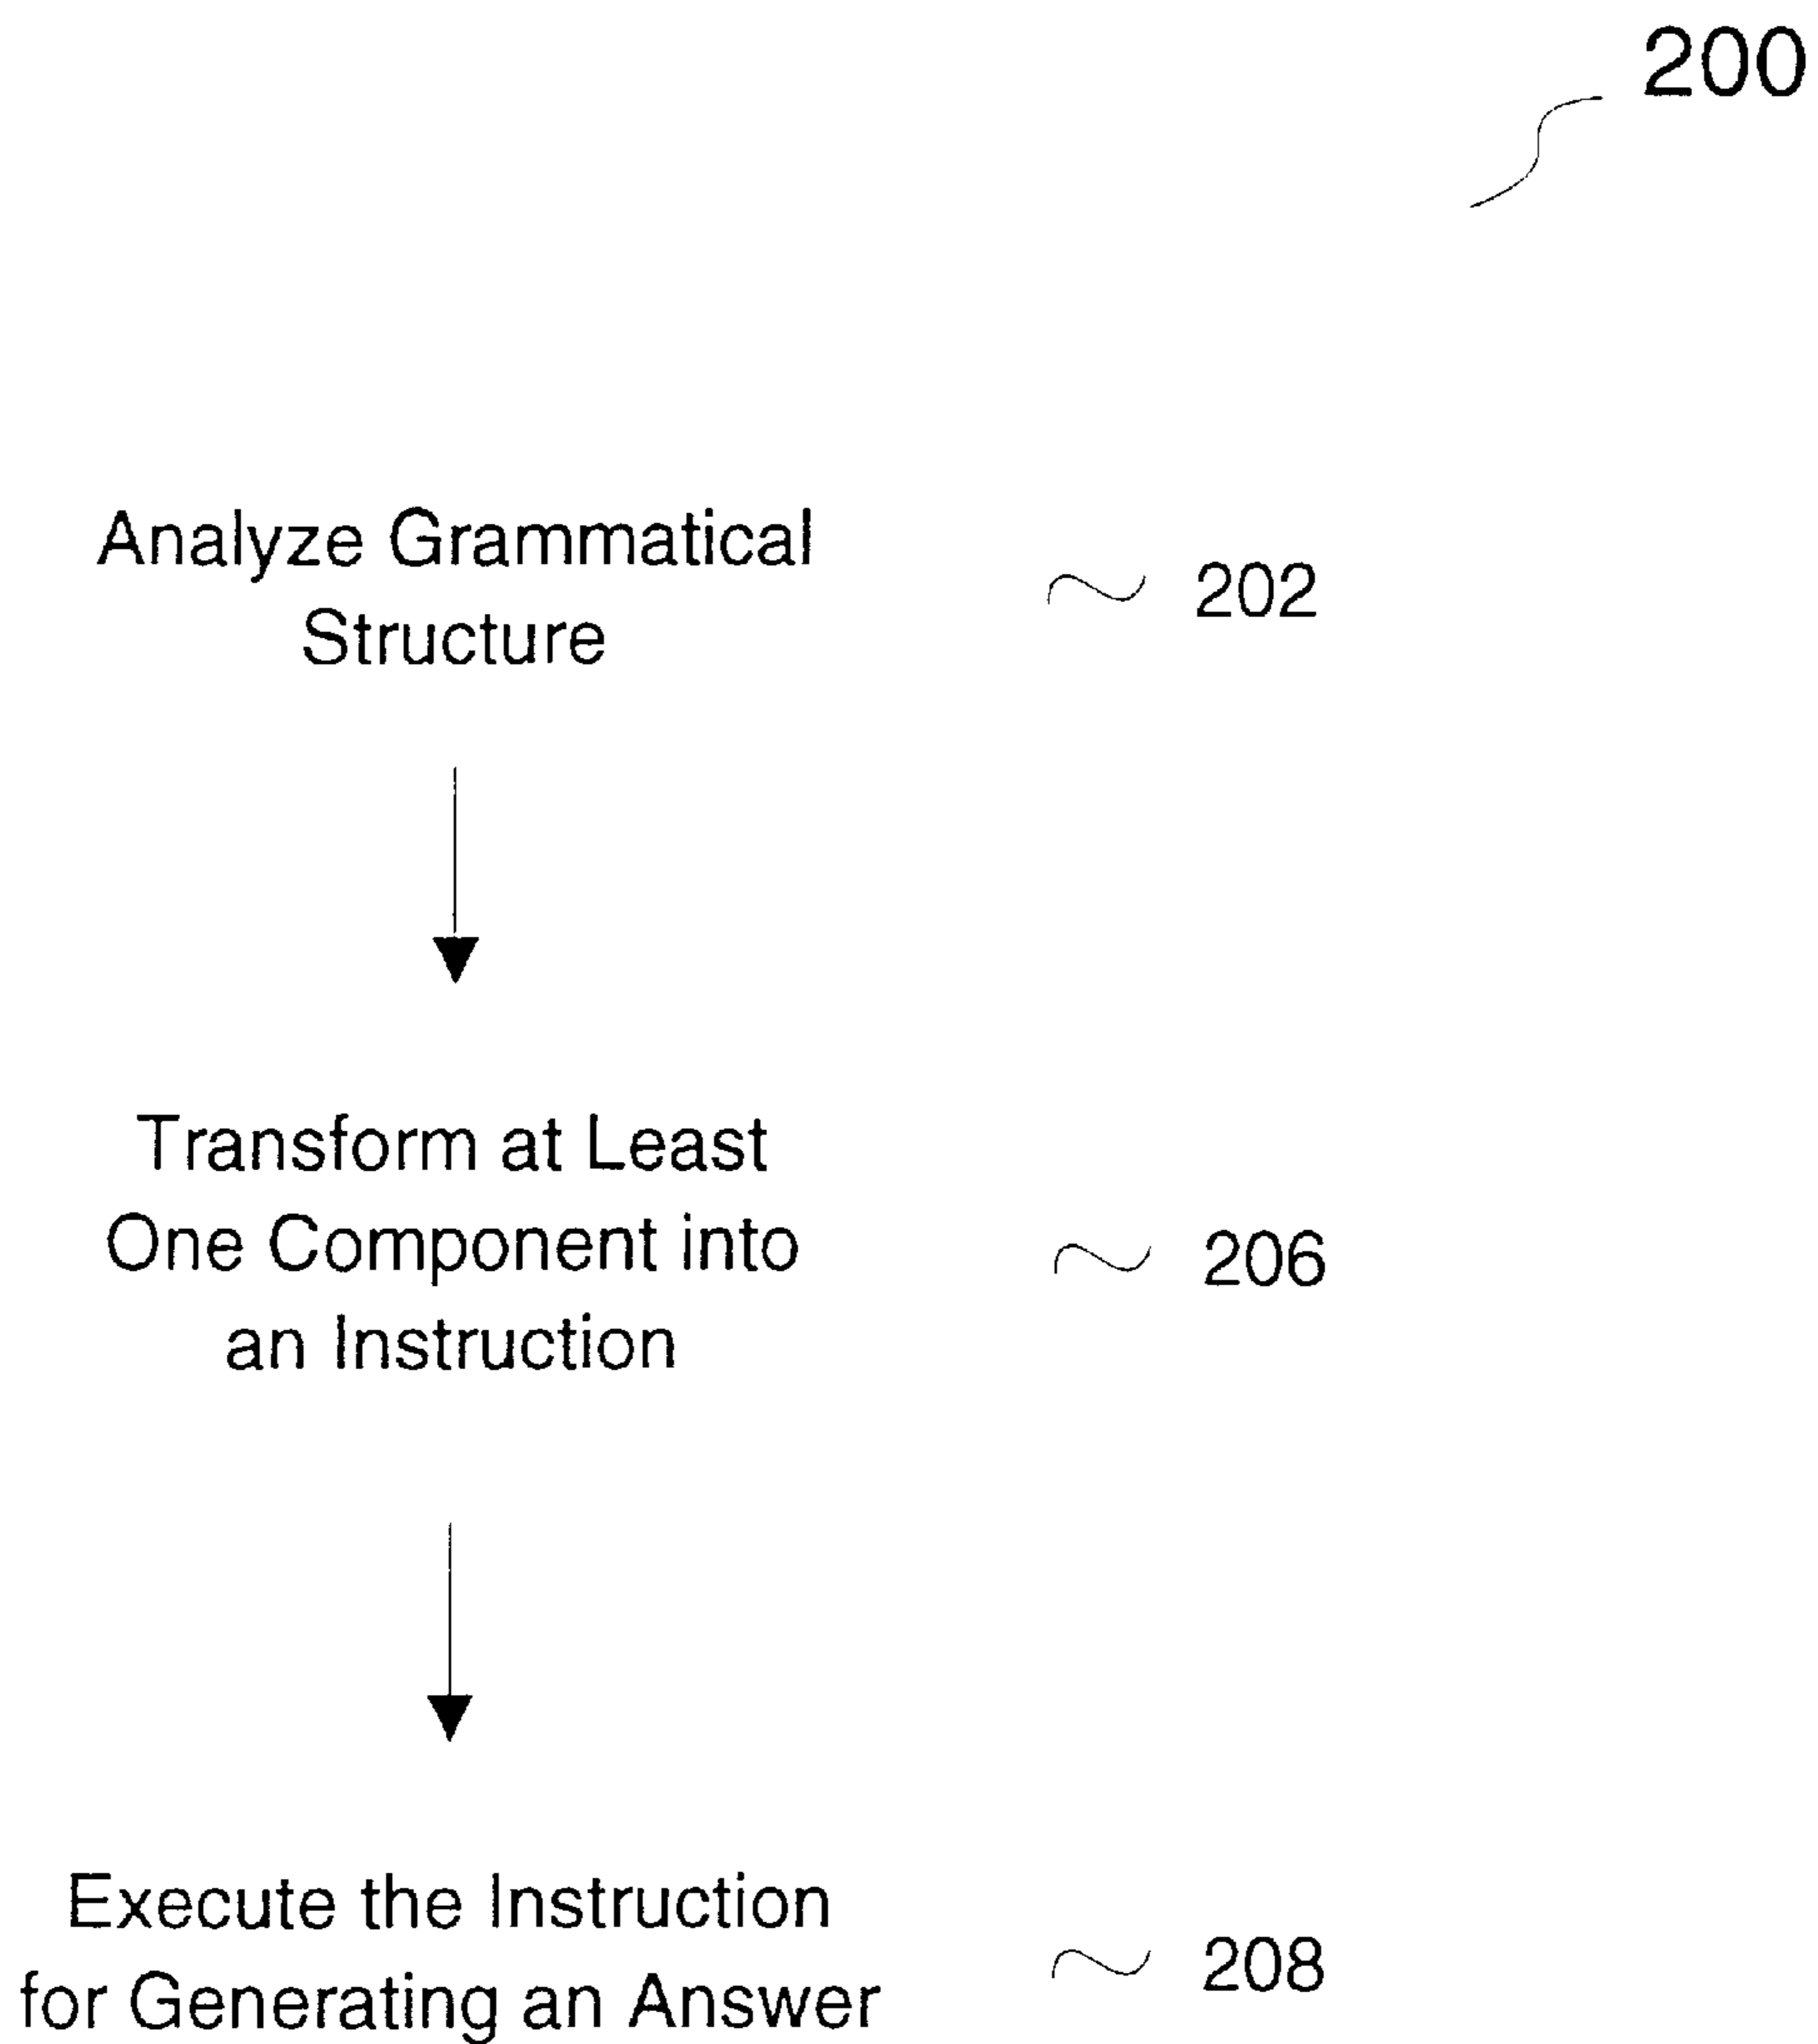 200
Analyze Grammatical
Structure
202
Transform at Least
One Component into
an Instruction
206
Execute the Instruction
for Generating an Answer
208